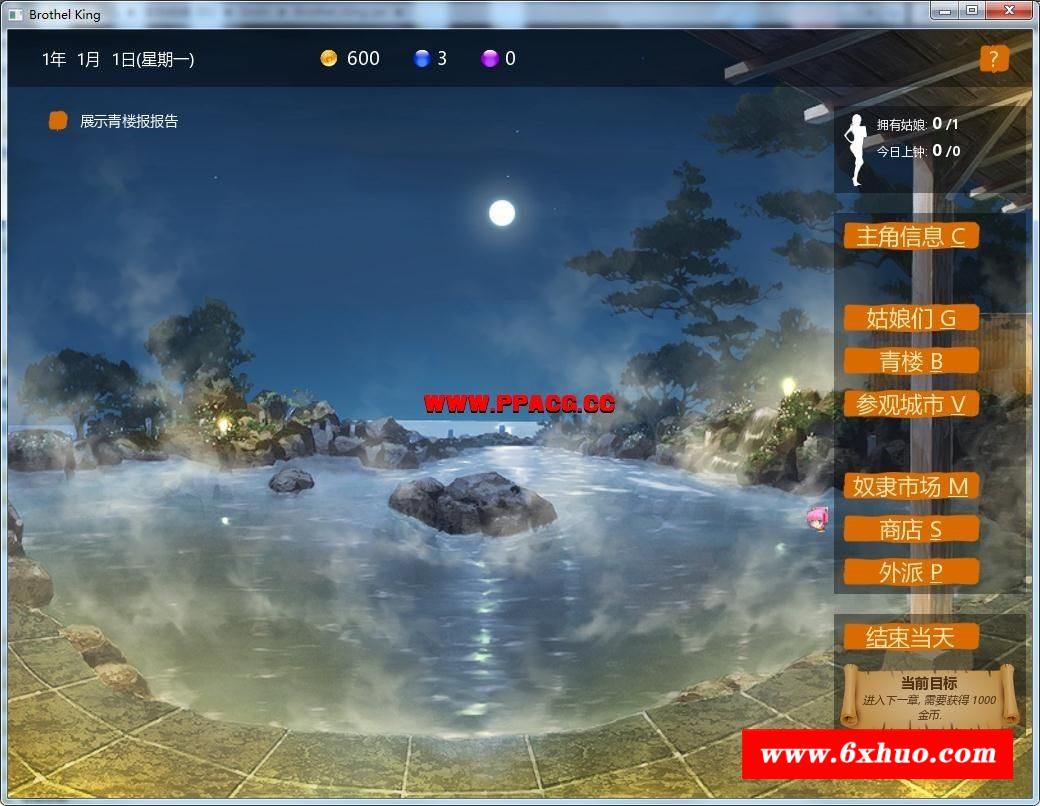 Brothel King
1年 1月 1日(星期一)
600
3
0
?
展示青楼报报告
拥有姑娘: 0 /1
今日上钟: 0 /0
主角信息 C
姑娘们 G
青楼 B
参观城市 V
WWW.PPACG.CC
奴隶市场 M
商店 S
外派 P
结束当天
当前目标
进入下一章, 需要获得 1000
金币.
www.6xhuo.com